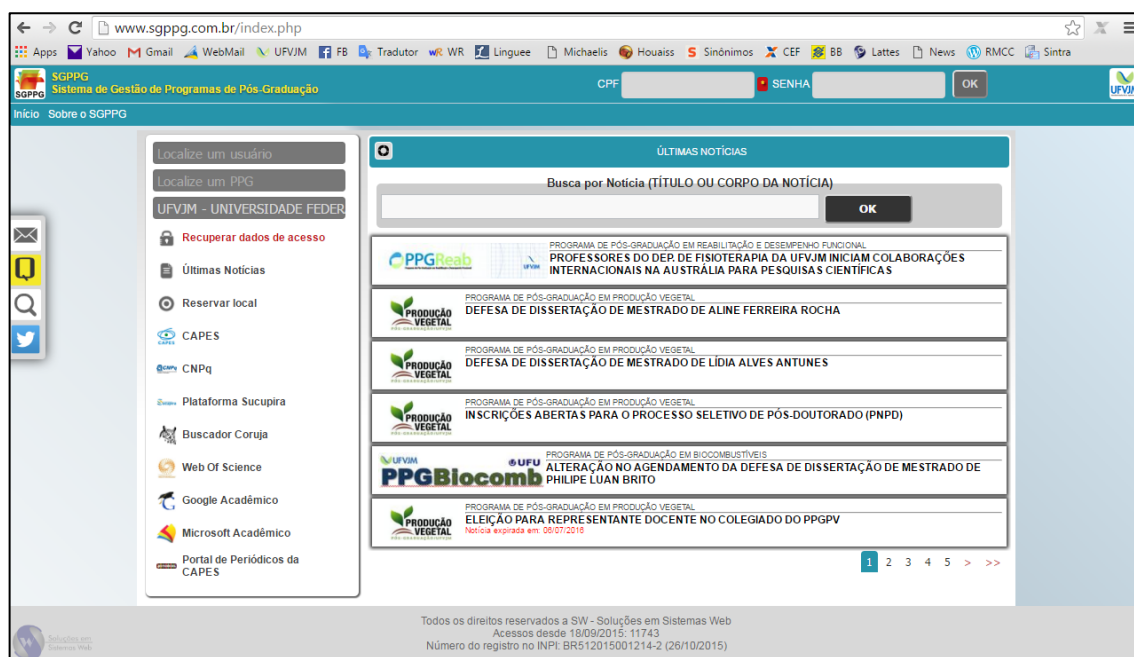 www.sgppg.com.br/index.php
Apps Yahoo Gmail WebMail UFVJM FB Tradutor WR WR Linguee Michaelis Houaiss S Sinônimos CEF BB Lattes News RMCC Sintra
SGPPG
SGPPG
Sistema de Gestão de Programas de Pós-Graduação
CPF SENHA OK
UFVJM
Início Sobre o SGPPG
Localize um usuário
Localize um PPG
UFVJM - UNIVERSIDADE FEDER
Recuperar dados de acesso
Últimas Notícias
Reservar local
CAPES CAPES
CNPq CNPq
Plataforma Sucupira
Buscador Coruja
Web Of Science
Google Acadêmico
Microsoft Acadêmico
Portal de Periódicos da
CAPES
ÚLTIMAS NOTÍCIAS
Busca por Notícia (TÍTULO OU CORPO DA NOTÍCIA)
OK
PPGReab
UFVJM
PROGRAMA DE PÓS-GRADUAÇÃO EM REABILITAÇÃO E DESEMPENHO FUNCIONAL
PROFESSORES DO DEP. DE FISIOTERAPIA DA UFVJM INICIAM COLABORAÇÕES
INTERNACIONAIS NA AUSTRÁLIA PARA PESQUISAS CIENTÍFICAS
PRODUÇÃO
VEGETAL
PROGRAMA DE PÓS-GRADUAÇÃO EM PRODUÇÃO VEGETAL
DEFESA DE DISSERTAÇÃO DE MESTRADO DE ALINE FERREIRA ROCHA
PRODUÇÃO
VEGETAL
PROGRAMA DE PÓS-GRADUAÇÃO EM PRODUÇÃO VEGETAL
DEFESA DE DISSERTAÇÃO DE MESTRADO DE LÍDIA ALVES ANTUNES
PRODUÇÃO
VEGETAL
PROGRAMA DE PÓS-GRADUAÇÃO EM PRODUÇÃO VEGETAL
INSCRIÇÕES ABERTAS PARA O PROCESSO SELETIVO DE PÓS-DOUTORADO (PNPD)
UFVJM UFU
PPGBiocomb
PROGRAMA DE PÓS-GRADUAÇÃO EM BIOCOMBUSTÍVEIS
ALTERAÇÃO NO AGENDAMENTO DA DEFESA DE DISSERTAÇÃO DE MESTRADO DE
PHILIPE LUAN BRITO
PRODUÇÃO
VEGETAL
PROGRAMA DE PÓS-GRADUAÇÃO EM PRODUÇÃO VEGETAL
ELEIÇÃO PARA REPRESENTANTE DOCENTE NO COLEGIADO DO PPGPV
Notícia expirada em: 06/07/2016
1 2 3 4 5 > >>
Soluções em
Sistemas Web
Todos os direitos reservados a SW - Soluções em Sistemas Web
Acessos desde 18/09/2015: 11743
Número do registro no INPI: BR512015001214-2 (26/10/2015)